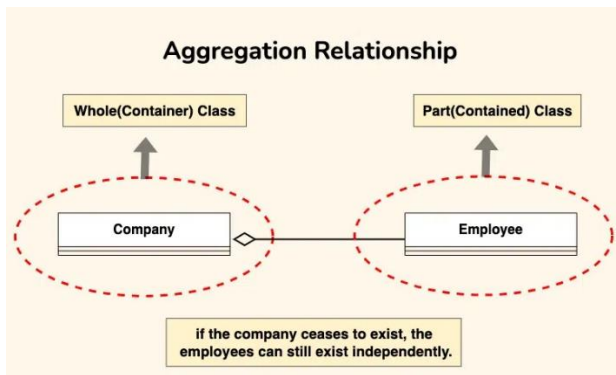 Aggregation Relationship
Whole(Container) Class
Part(Contained) Class
Company
Employee
if the company ceases to exist, the
employees can still exist independently.